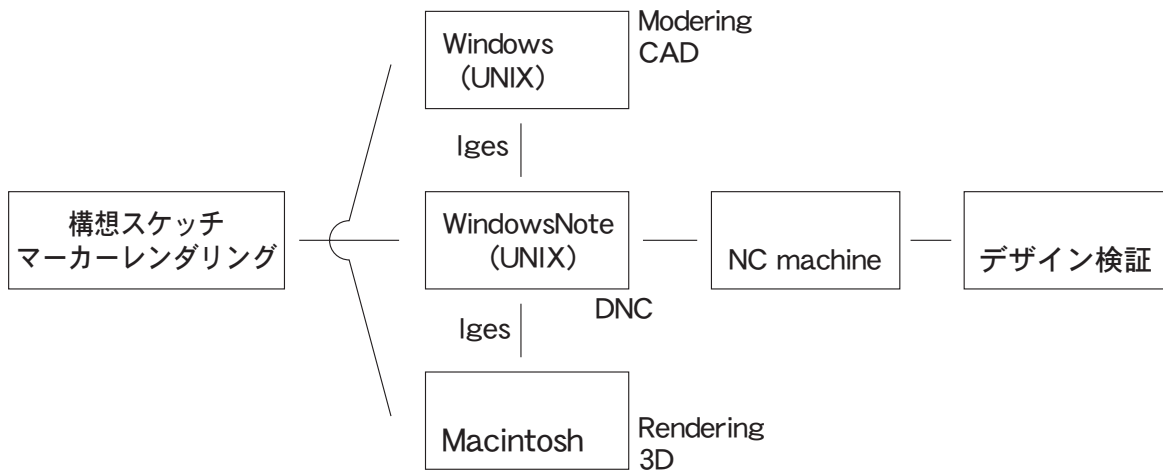 Windows
(UNIX)
Modering
CAD
Iges
構想スケッチ
マーカーレンダリング
WindowsNote
(UNIX)
DNC
NC machine
デザイン検証
Iges
Macintosh
Rendering
3D